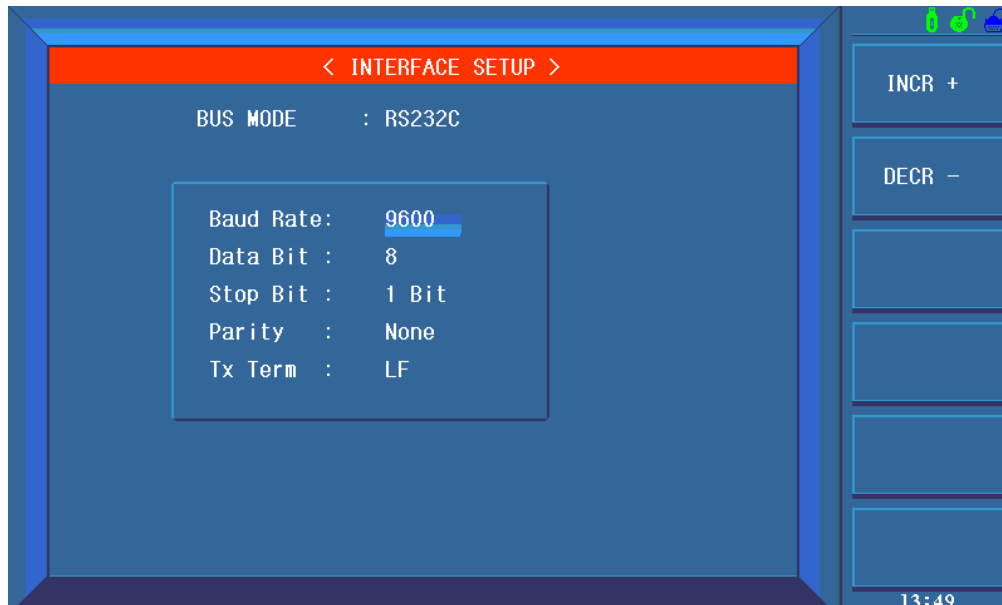 < INTERFACE SETUP >
BUS MODE : RS232C
Baud Rate: 9600
Data Bit : 8
Stop Bit : 1 Bit
Parity : None
Tx Term : LF
INCR +
DECR -
13:49